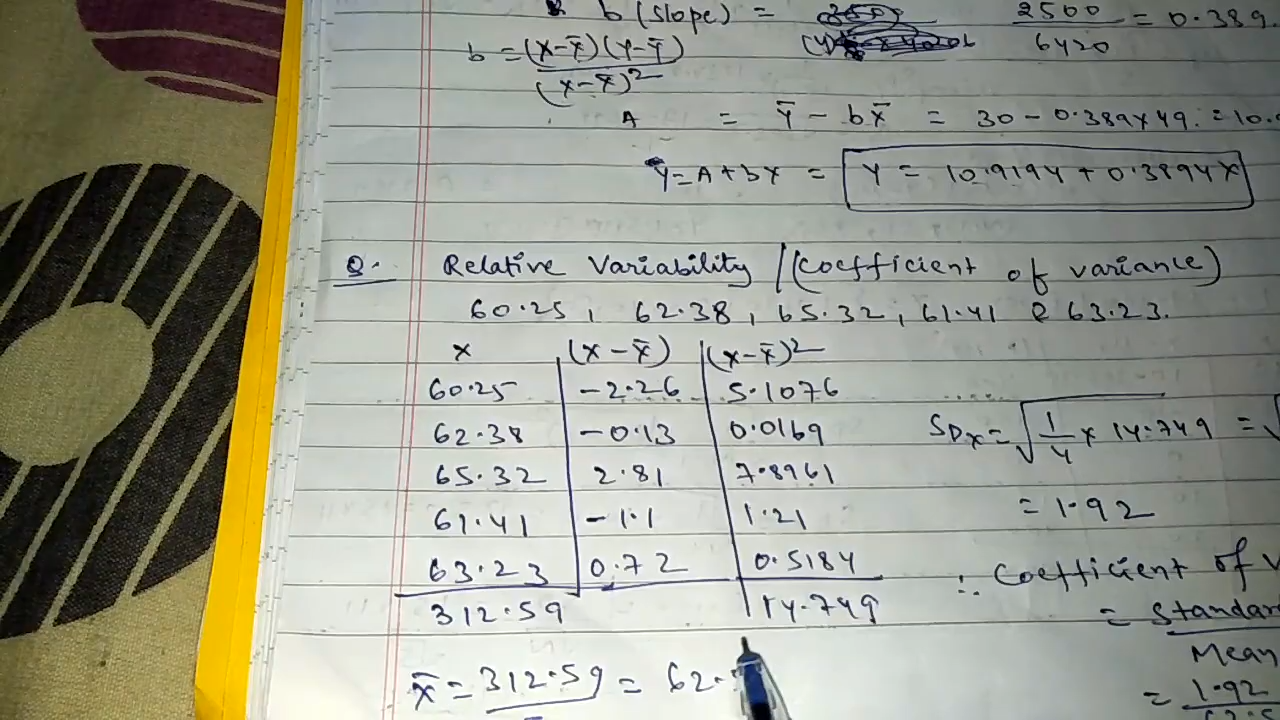 b (slope) = 2500 / 6420 = 0.389
b = (x-x̄)(y-ȳ) / (x-x̄)²
A = ȳ - bx̄ = 30 - 0.389×49. = 10.
Y = A + bx = Y = 10.9194 + 0.3894x
Q. Relative Variability / (Coefficient of variance)
60.25, 62.38, 65.32, 61.41 & 63.23.
x (x-x̄) (x-x̄)²
60.25 -2.26 5.1076
62.38 -0.13 0.0169
65.32 2.81 7.8961
61.41 -1.1 1.21
63.23 0.72 0.5184
312.59 14.749
x̄ = 312.59 = 62.
SDx = √1/4 × 14.749 = √
= 1.92
∴ Coefficient of V
= Standar
Mean
= 1.92